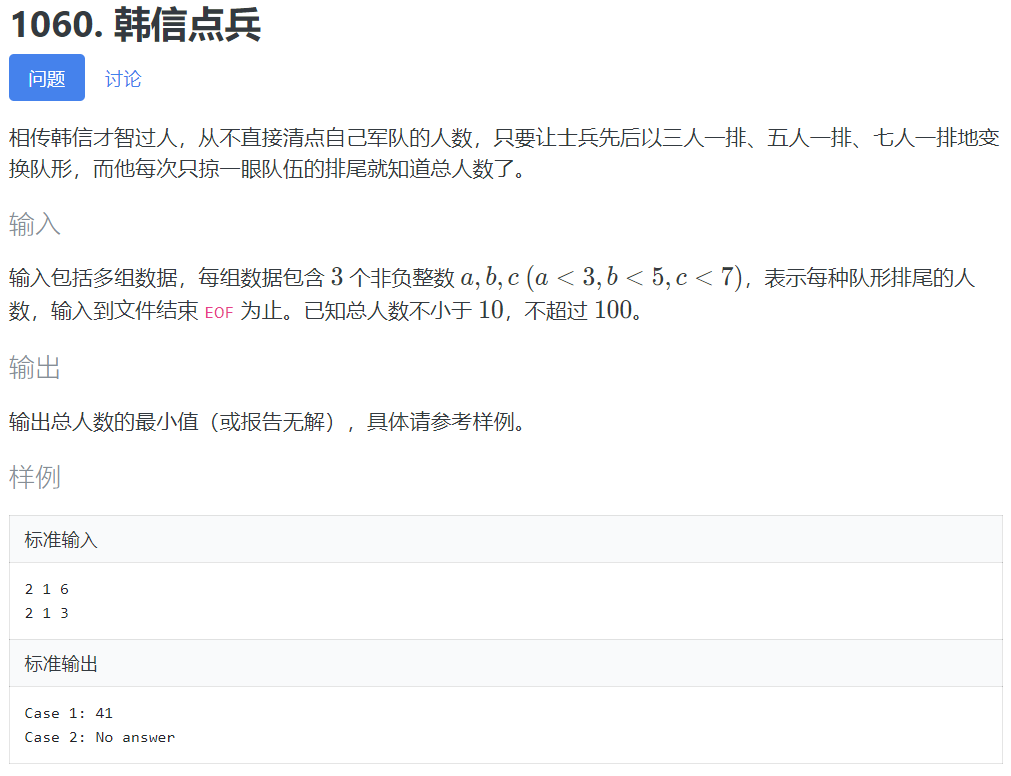 1060. 韩信点兵
问题 讨论
相传韩信才智过人，从不直接清点自己军队的人数，只要让士兵先后以三人一排、五人一排、七人一排地变
换队形，而他每次只掠一眼队伍的排尾就知道总人数了。
输入
输入包括多组数据，每组数据包含 3 个非负整数 a, b, c (a < 3, b < 5, c < 7)，表示每种队形排尾的人
数，输入到文件结束 EOF 为止。已知总人数不小于 10，不超过 100。
输出
输出总人数的最小值（或报告无解），具体请参考样例。
样例
标准输入
2 1 6
2 1 3
标准输出
Case 1: 41
Case 2: No answer